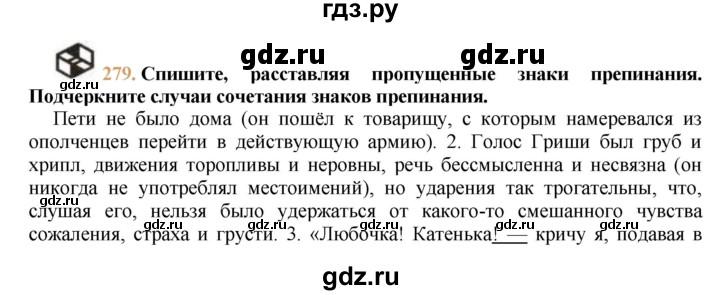 гдз.ру
gdz.ru gdz.ru
279. Спишите, расставляя пропущенные знаки препинания.
Подчеркните случаи сочетания знаков препинания.
Пети не было дома (он пошёл к товарищу, с которым намеревался из
ополченцев перейти в действующую армию). 2. Голос Гриши был груб и
хрипл, движения торопливы и неровны, речь бессмысленна и несвязна (он
никогда не употреблял местоимений), но ударения так трогательны, что,
gdz.ru gdz.ru
слушая его, нельзя было удержаться от какого-то смешанного чувства
сожаления, страха и грусти. 3. «Любочка! Катенька! — кричу я, подавая в
gdz.ru